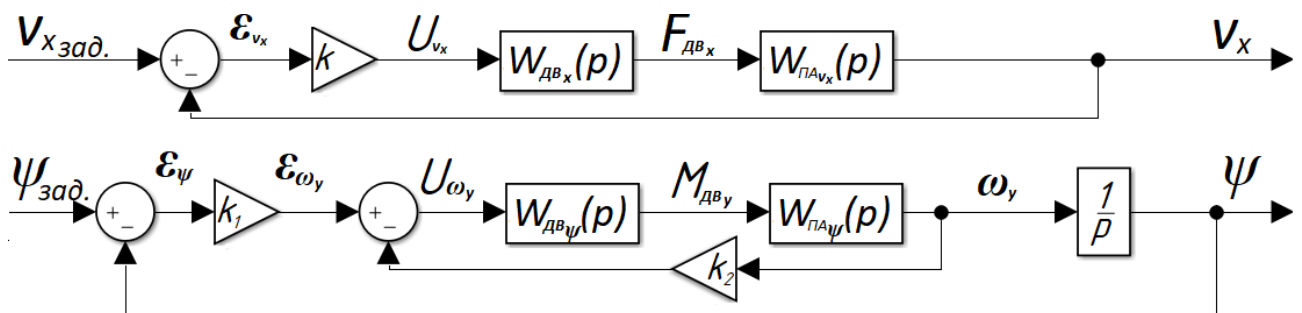 v_x зад. + − ε_vx k U_vx W_ДВx(p) F_ДВx W_ПАvx(p) v_x
ψ_зад. + − ε_ψ k_1 ε_ωy + − U_ωy W_ДВψ(p) M_ДВy W_ПАψ(p) ω_y 1/p ψ
k_2